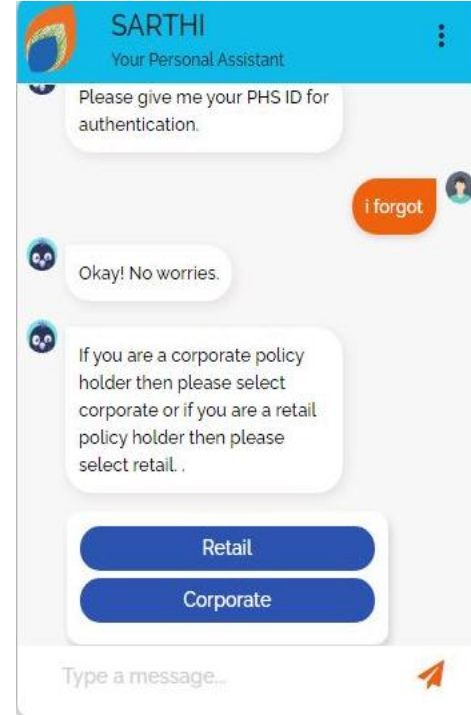 SARTHI
Your Personal Assistant
Please give me your PHS ID for
authentication.
i forgot
Okay! No worries.
If you are a corporate policy
holder then please select
corporate or if you are a retail
policy holder then please
select retail. .
Retail
Corporate
Type a message...